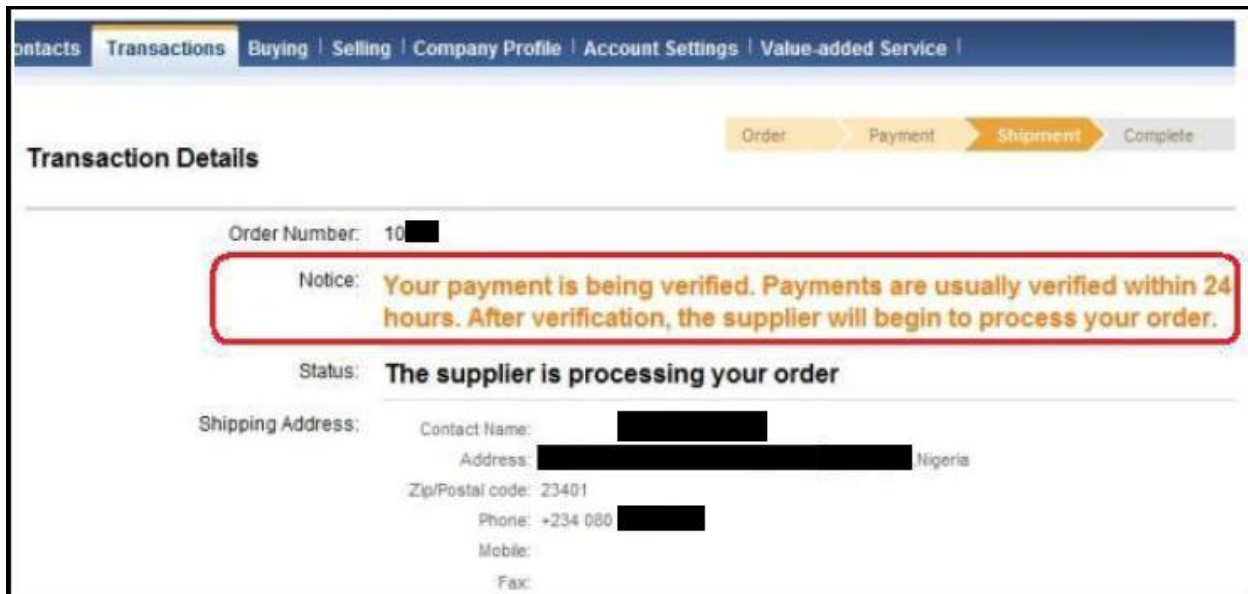 ontacts Transactions Buying | Selling | Company Profile | Account Settings | Value-added Service |
Order Payment Shipment Complete
Transaction Details
Order Number: 10
Notice: Your payment is being verified. Payments are usually verified within 24
hours. After verification, the supplier will begin to process your order.
Status: The supplier is processing your order
Shipping Address: Contact Name:
Address: ,Nigeria
Zip/Postal code: 23401
Phone: +234 080
Mobile:
Fax: